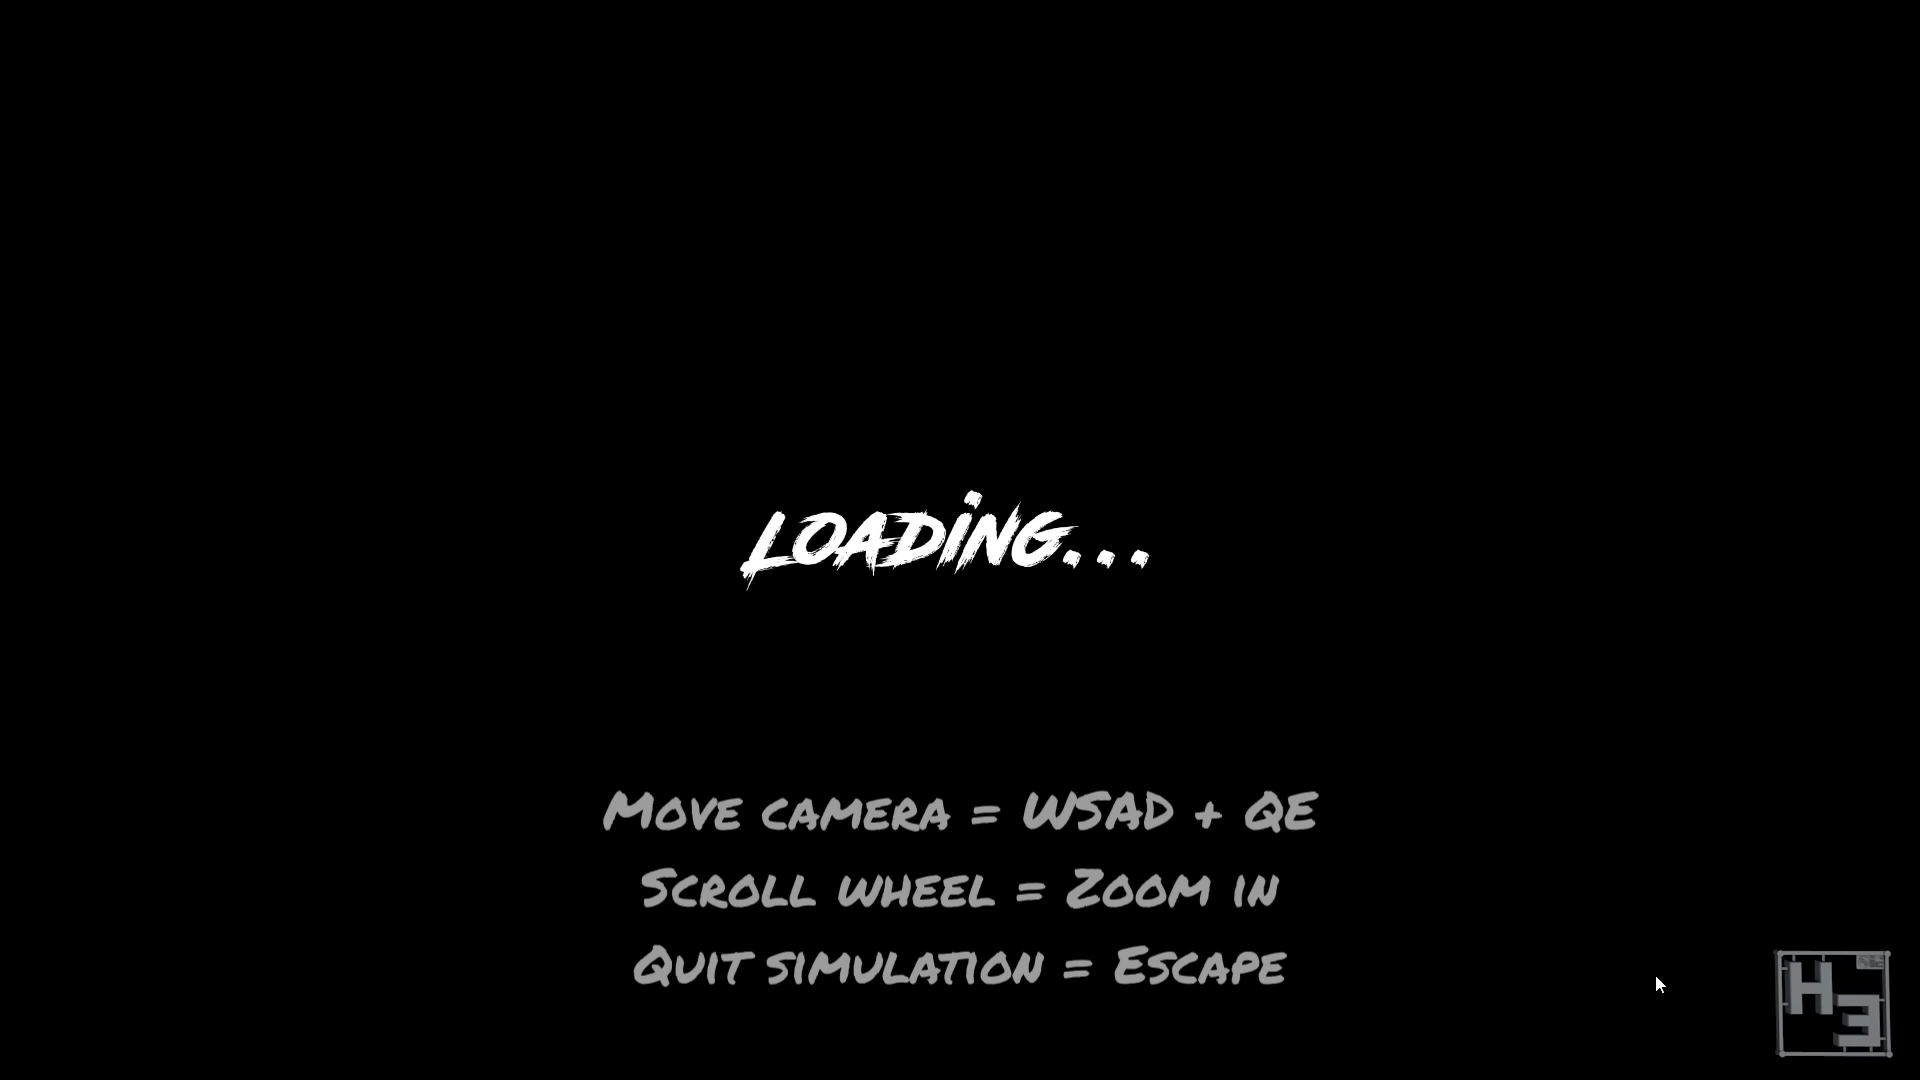 LOADING...
MOVE CAMERA = WSAD + QE
SCROLL WHEEL = ZOOM IN
QUIT SIMULATION = ESCAPE
H
E